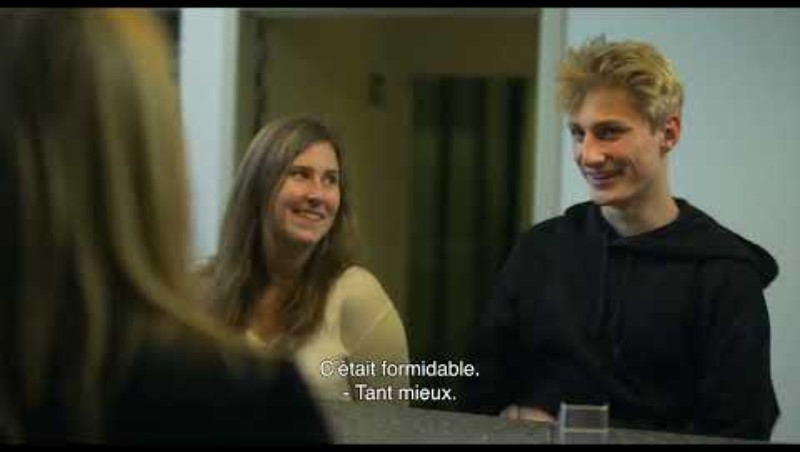 C'était formidable.
- Tant mieux.